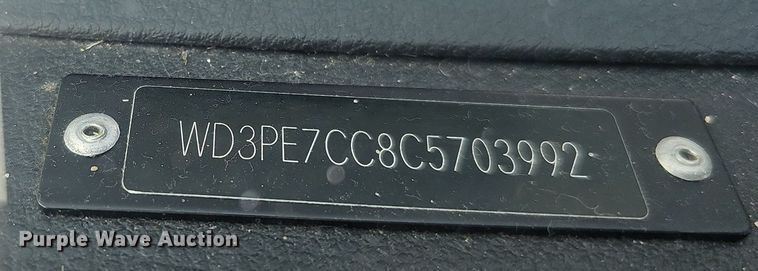 WD3PE7CC8C5703992
Purple Wave Auction